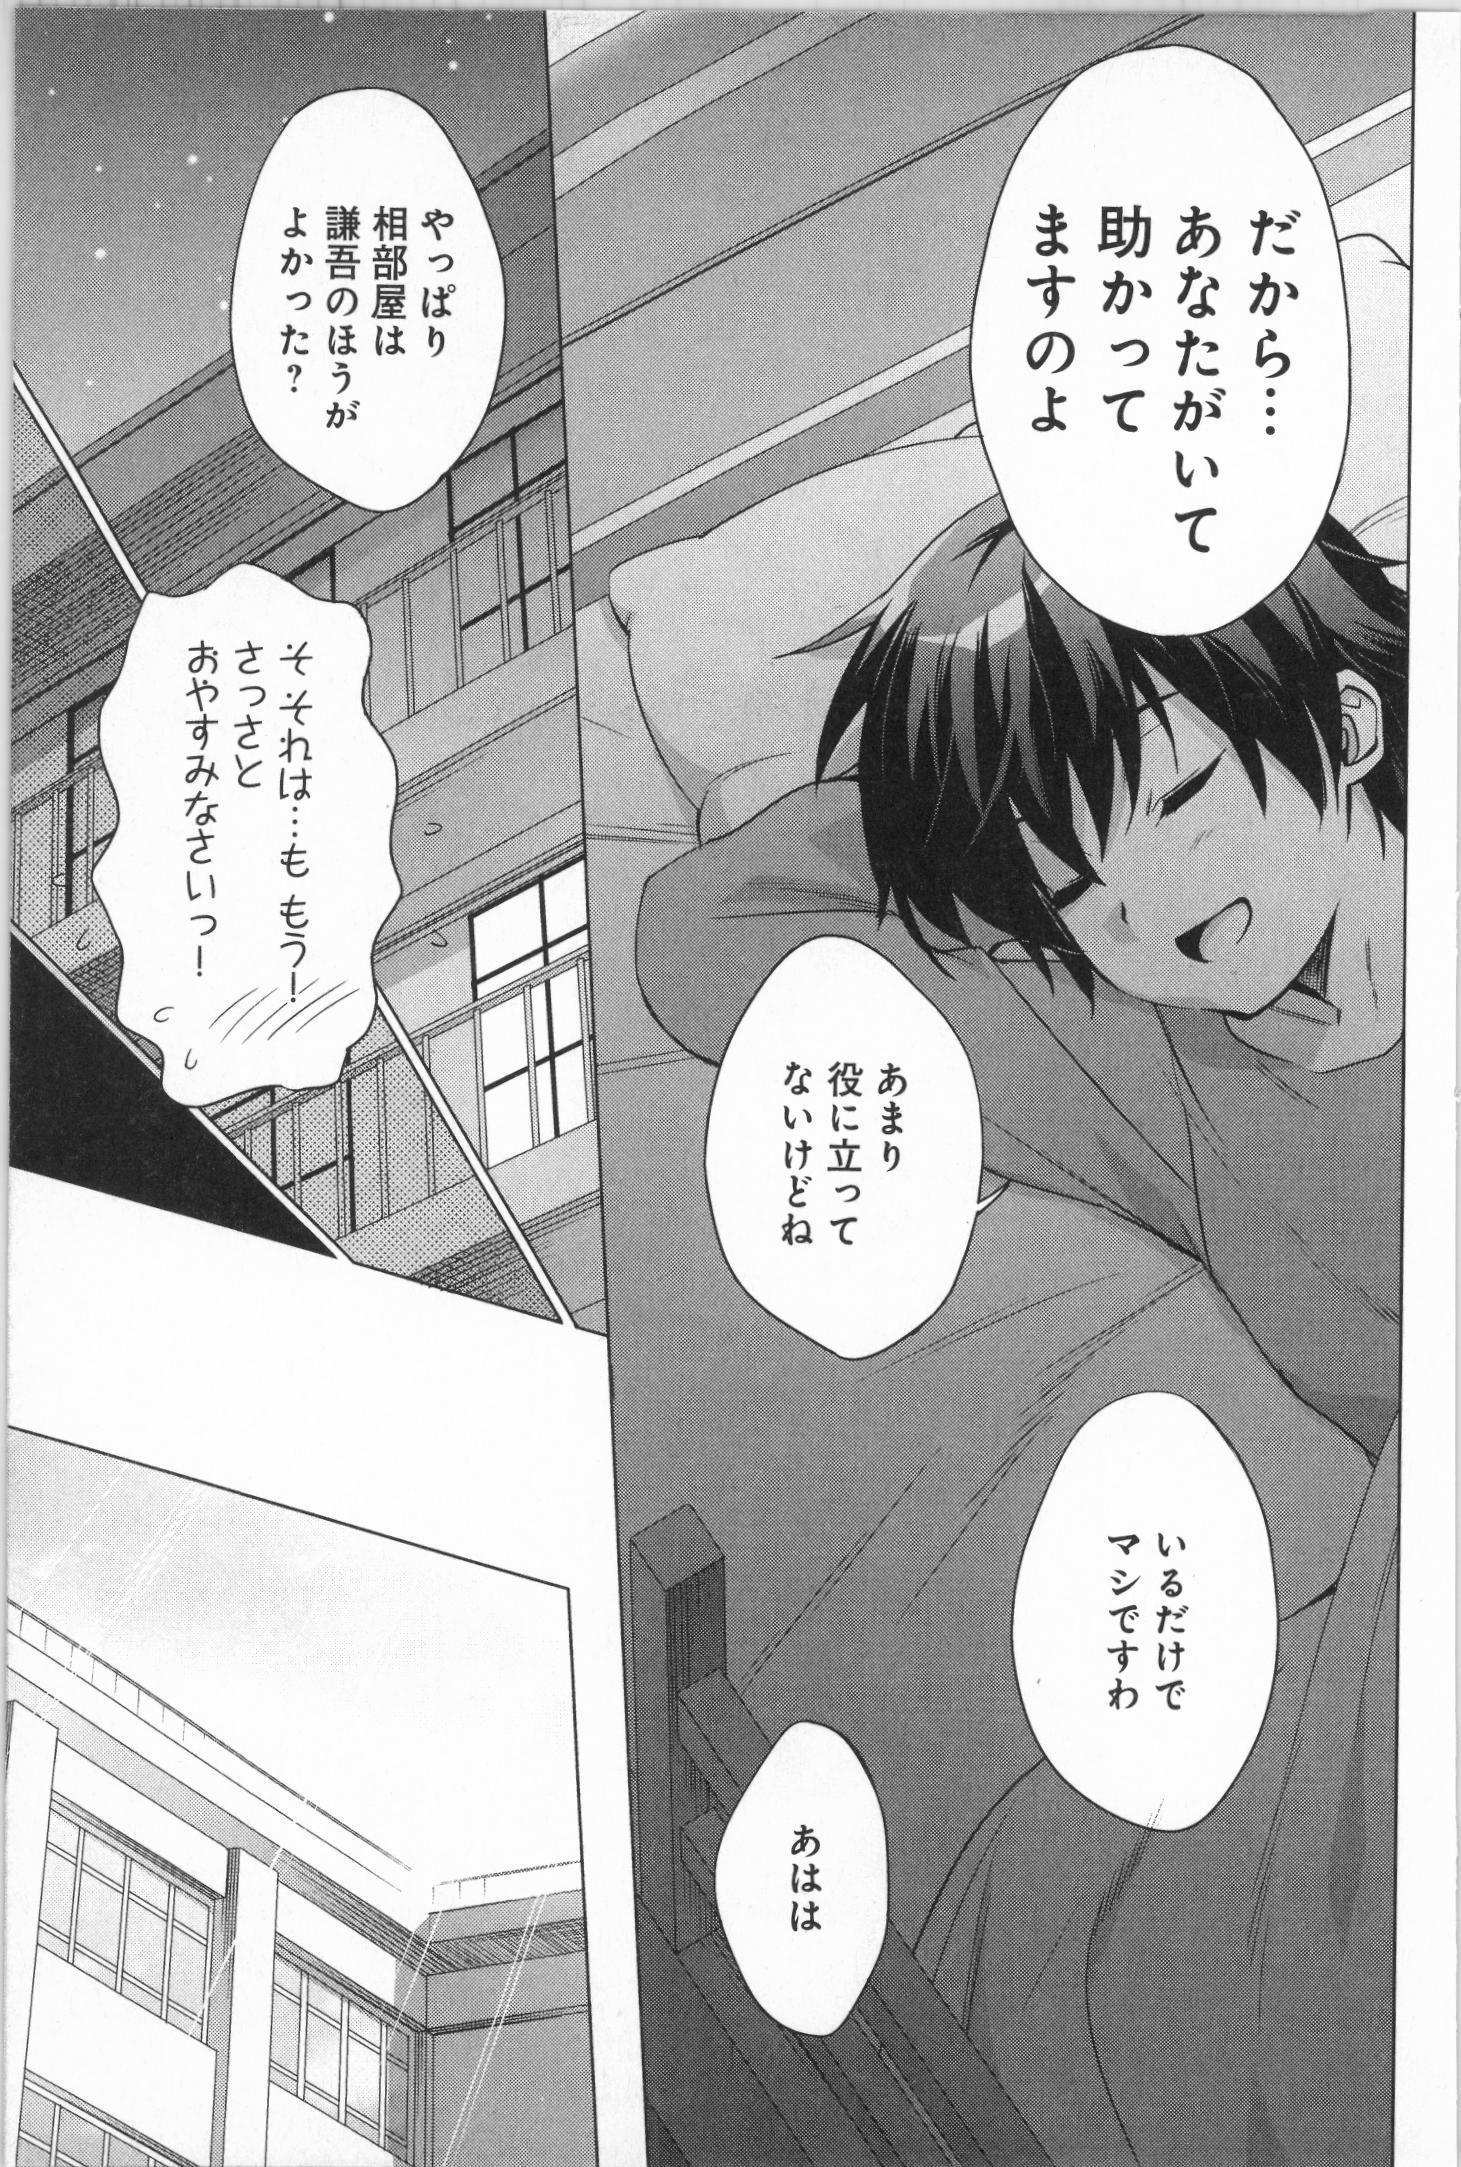 だから…
あなたがいて
助かって
ますのよ
あまり
役に立って
ないけどね
いるだけで
マシですわ
あはは
やっぱり
相部屋は
謙吾のほうが
よかった？
そ それは…も もう！
さっさと
おやすみなさいっ！